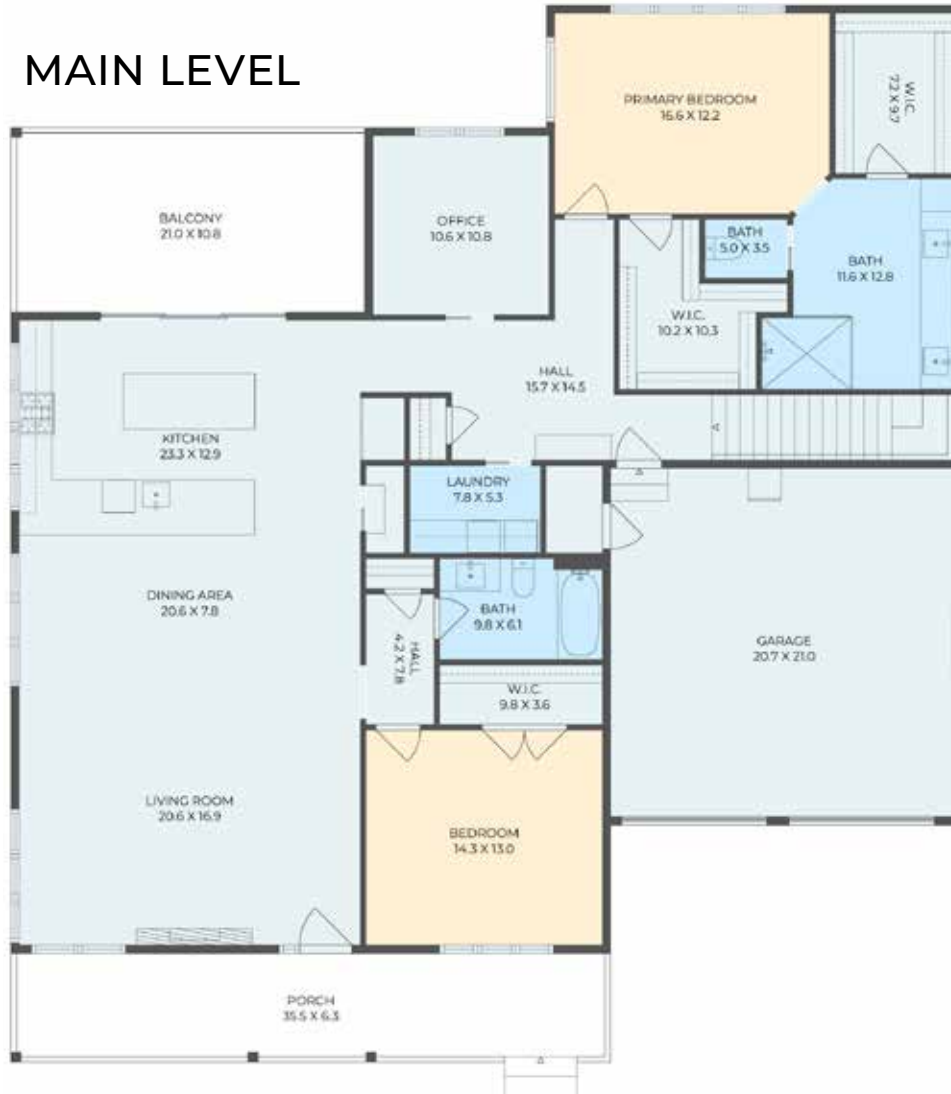 MAIN LEVEL
PRIMARY BEDROOM
16.6 X 12.2
W.I.C.
7.2 X 9.7
BALCONY
21.0 X 10.8
OFFICE
10.6 X 10.8
BATH
5.0 X 3.5
BATH
11.6 X 12.8
W.I.C.
10.2 X 10.3
HALL
15.7 X 14.5
KITCHEN
23.3 X 12.9
LAUNDRY
7.8 X 5.3
DINING AREA
20.6 X 7.8
BATH
9.8 X 6.1
HALL
4.2 X 7.8
GARAGE
20.7 X 21.0
W.I.C.
9.8 X 3.6
LIVING ROOM
20.6 X 16.9
BEDROOM
14.3 X 13.0
PORCH
35.5 X 6.3